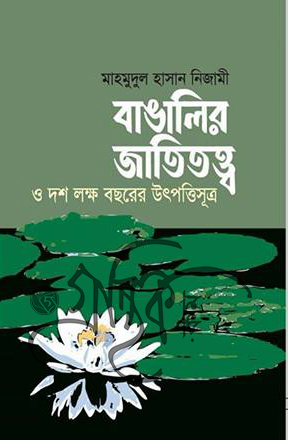 মাহমুদুল হাসান নিজামী
বাঙালির
জাতিতত্ত্ব
ও দশ লক্ষ বছরের উৎপত্তিসূত্র